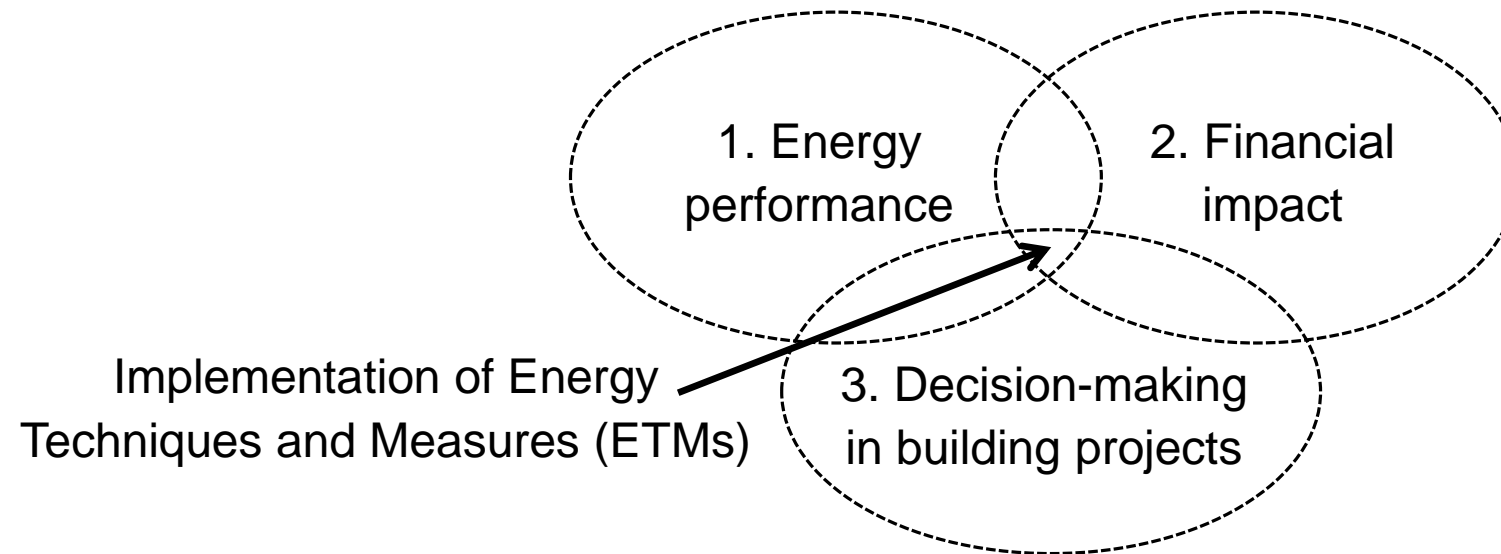 1. Energy
performance
2. Financial
impact
Implementation of Energy
Techniques and Measures (ETMs)
3. Decision-making
in building projects